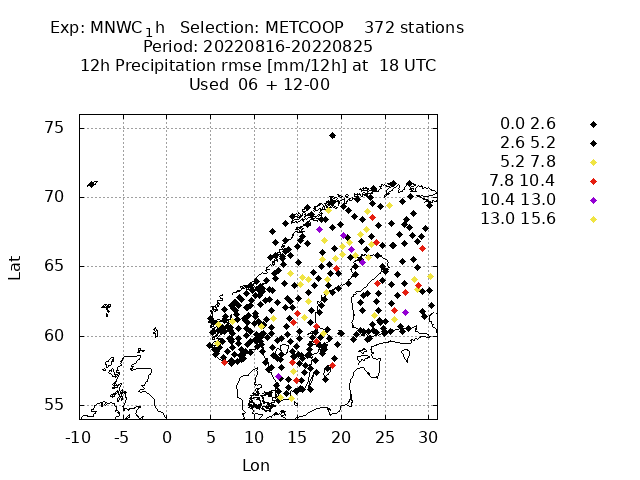 Exp: MNWC1h Selection: METCOOP 372 stations
Period: 20220816-20220825
12h Precipitation rmse [mm/12h] at 18 UTC
Used 06 + 12-00
75
70
65
60
55
-10 -5 0 5 10 15 20 25 30
Lat
Lon
0.0 2.6
2.6 5.2
5.2 7.8
7.8 10.4
10.4 13.0
13.0 15.6